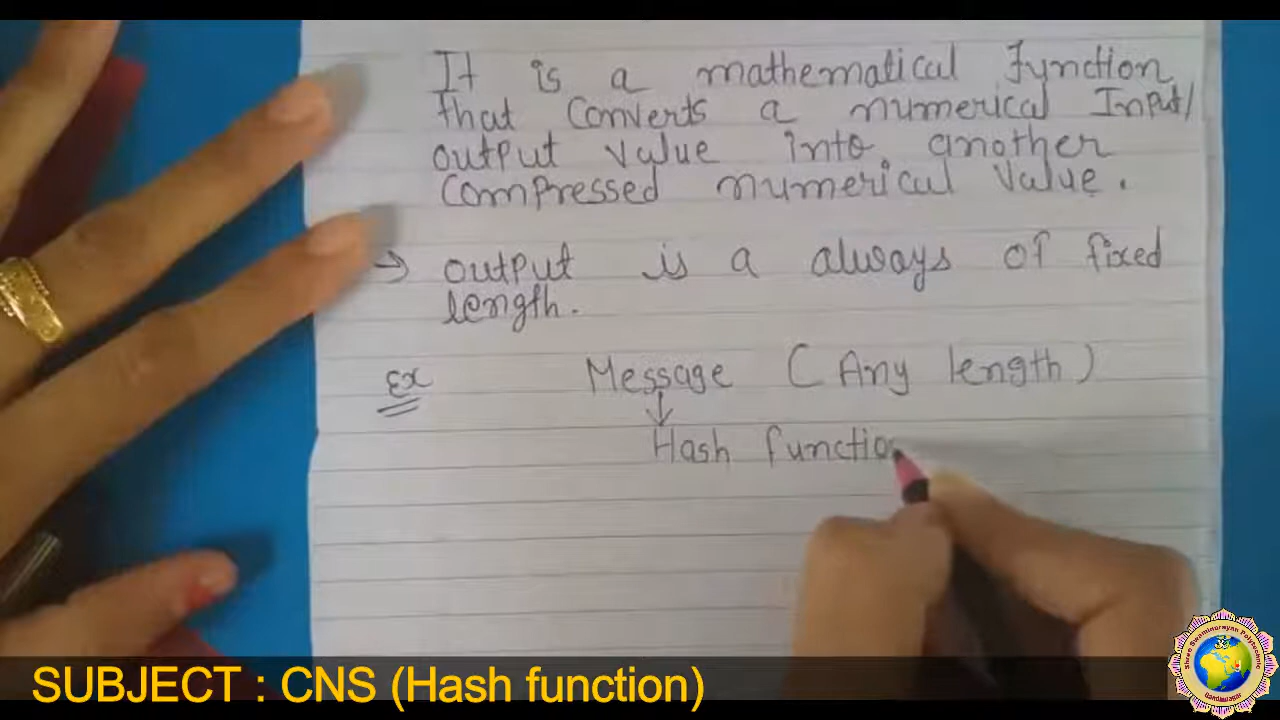 It is a mathematical function
that converts a numerical Input/
output value into another
compressed numerical value.
→ output is a always of fixed
length.
Ex Message (Any length)
↓
Hash functio
SUBJECT : CNS (Hash function)